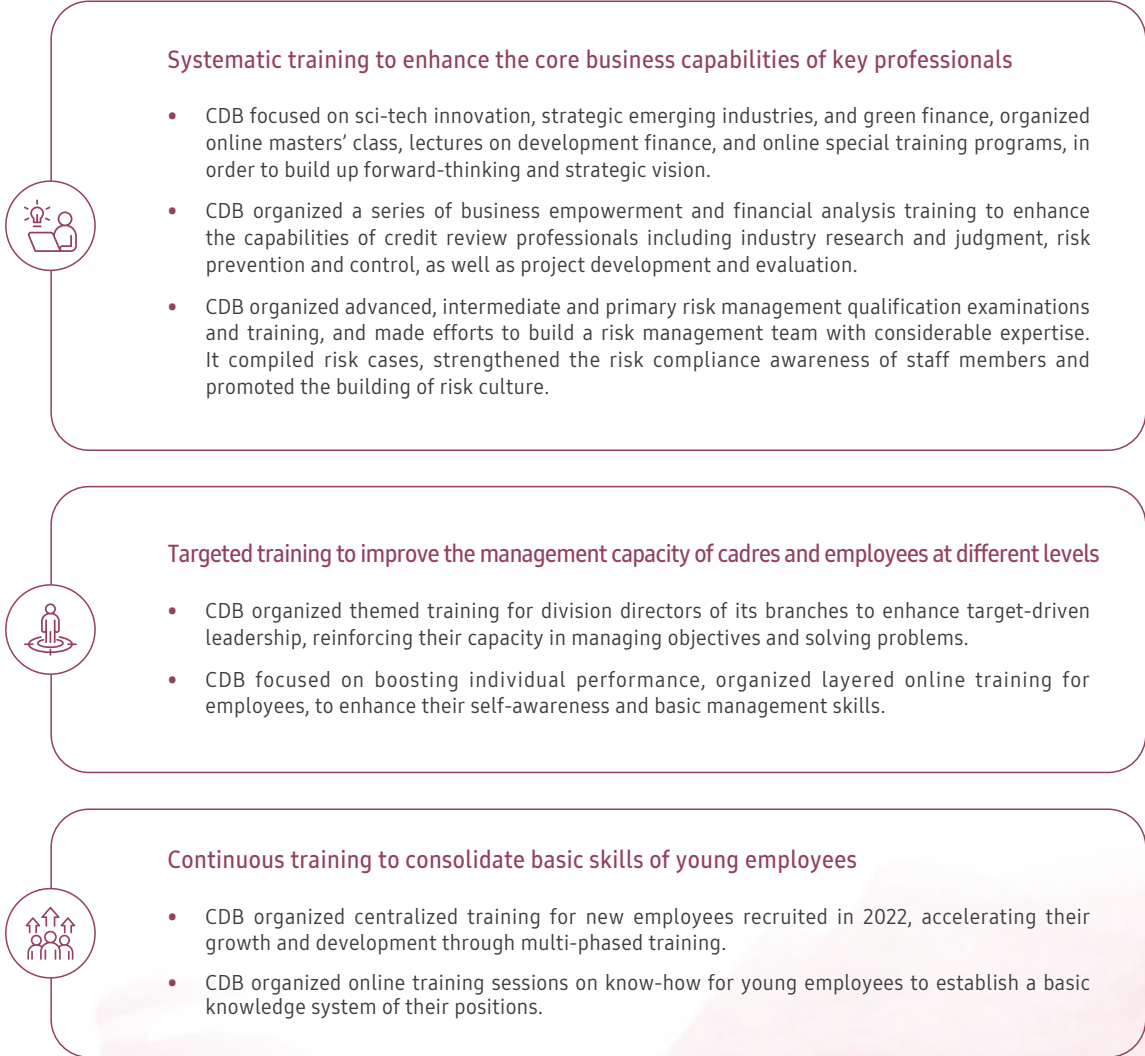 Systematic training to enhance the core business capabilities of key professionals
• CDB focused on sci-tech innovation, strategic emerging industries, and green finance, organized
online masters’ class, lectures on development finance, and online special training programs, in
order to build up forward-thinking and strategic vision.
• CDB organized a series of business empowerment and financial analysis training to enhance
the capabilities of credit review professionals including industry research and judgment, risk
prevention and control, as well as project development and evaluation.
• CDB organized advanced, intermediate and primary risk management qualification examinations
and training, and made efforts to build a risk management team with considerable expertise.
It compiled risk cases, strengthened the risk compliance awareness of staff members and
promoted the building of risk culture.
Targeted training to improve the management capacity of cadres and employees at different levels
• CDB organized themed training for division directors of its branches to enhance target-driven
leadership, reinforcing their capacity in managing objectives and solving problems.
• CDB focused on boosting individual performance, organized layered online training for
employees, to enhance their self-awareness and basic management skills.
Continuous training to consolidate basic skills of young employees
• CDB organized centralized training for new employees recruited in 2022, accelerating their
growth and development through multi-phased training.
• CDB organized online training sessions on know-how for young employees to establish a basic
knowledge system of their positions.